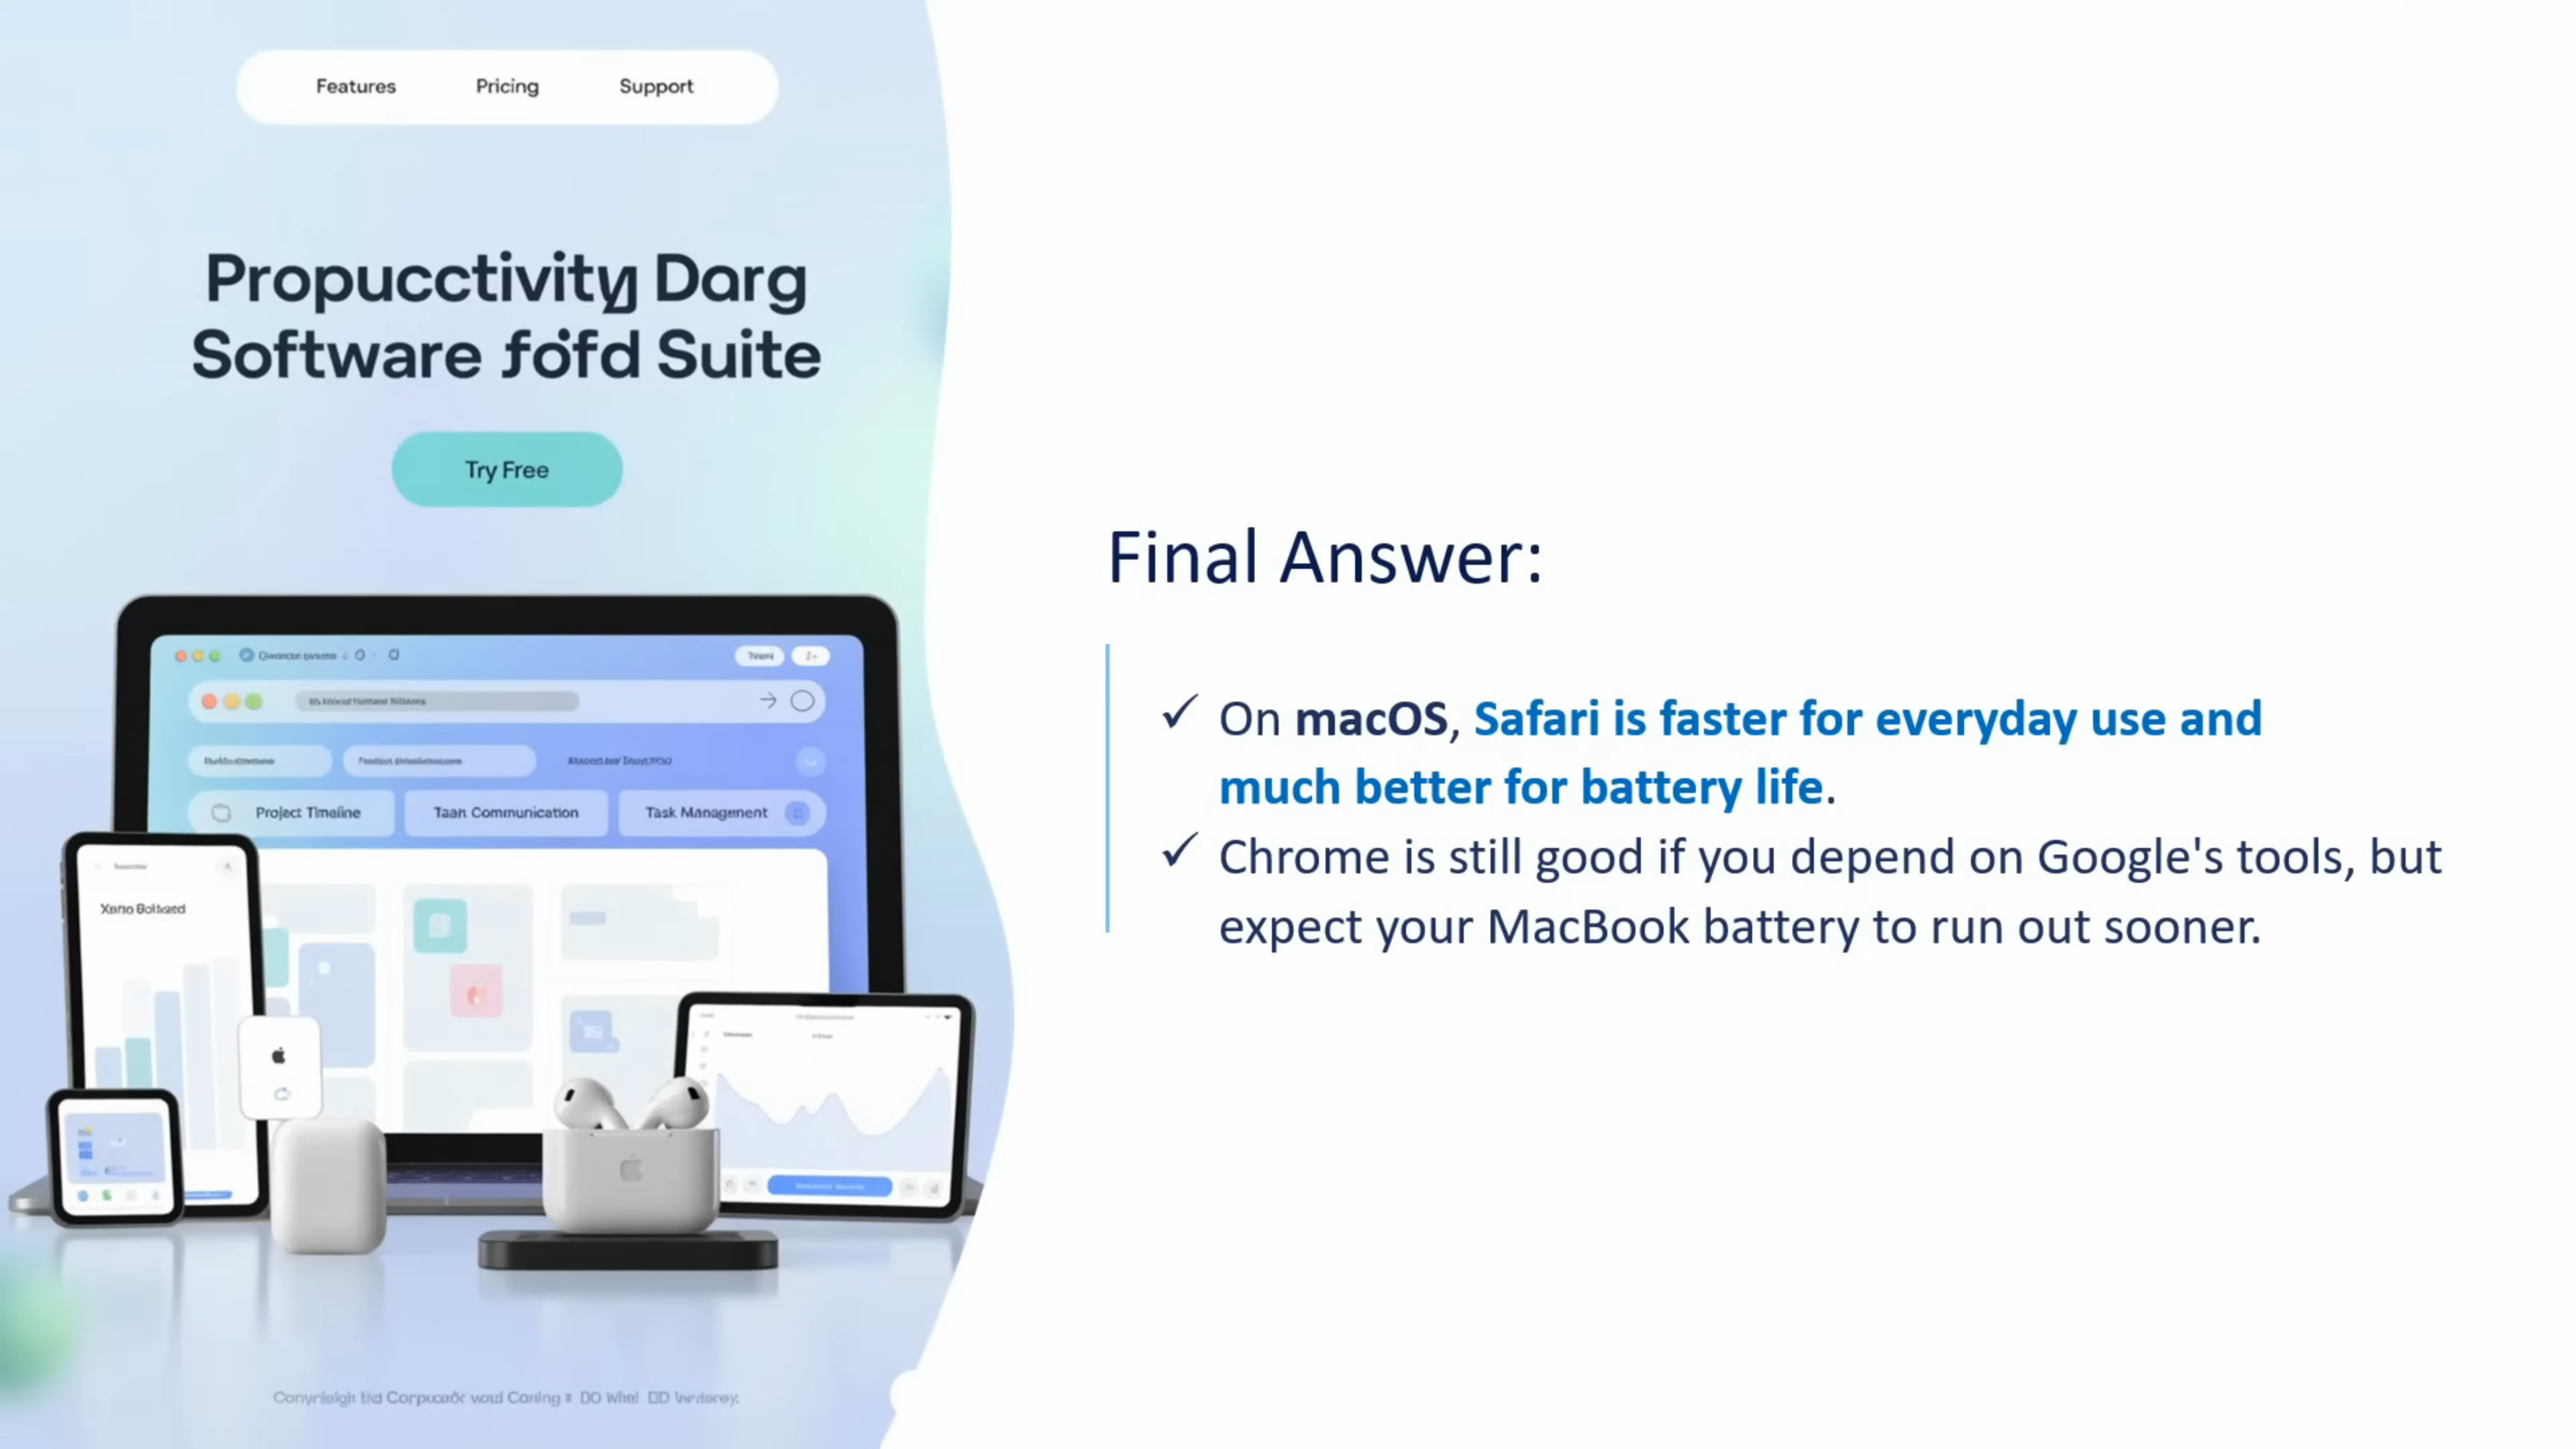 Features Pricing Support
Propucctivity Darg
Software fofd Suite
Try Free
Project Timeline Taan Communication Task Management
Final Answer:
✓ On macOS, Safari is faster for everyday use and
much better for battery life.
✓ Chrome is still good if you depend on Google's tools, but
expect your MacBook battery to run out sooner.